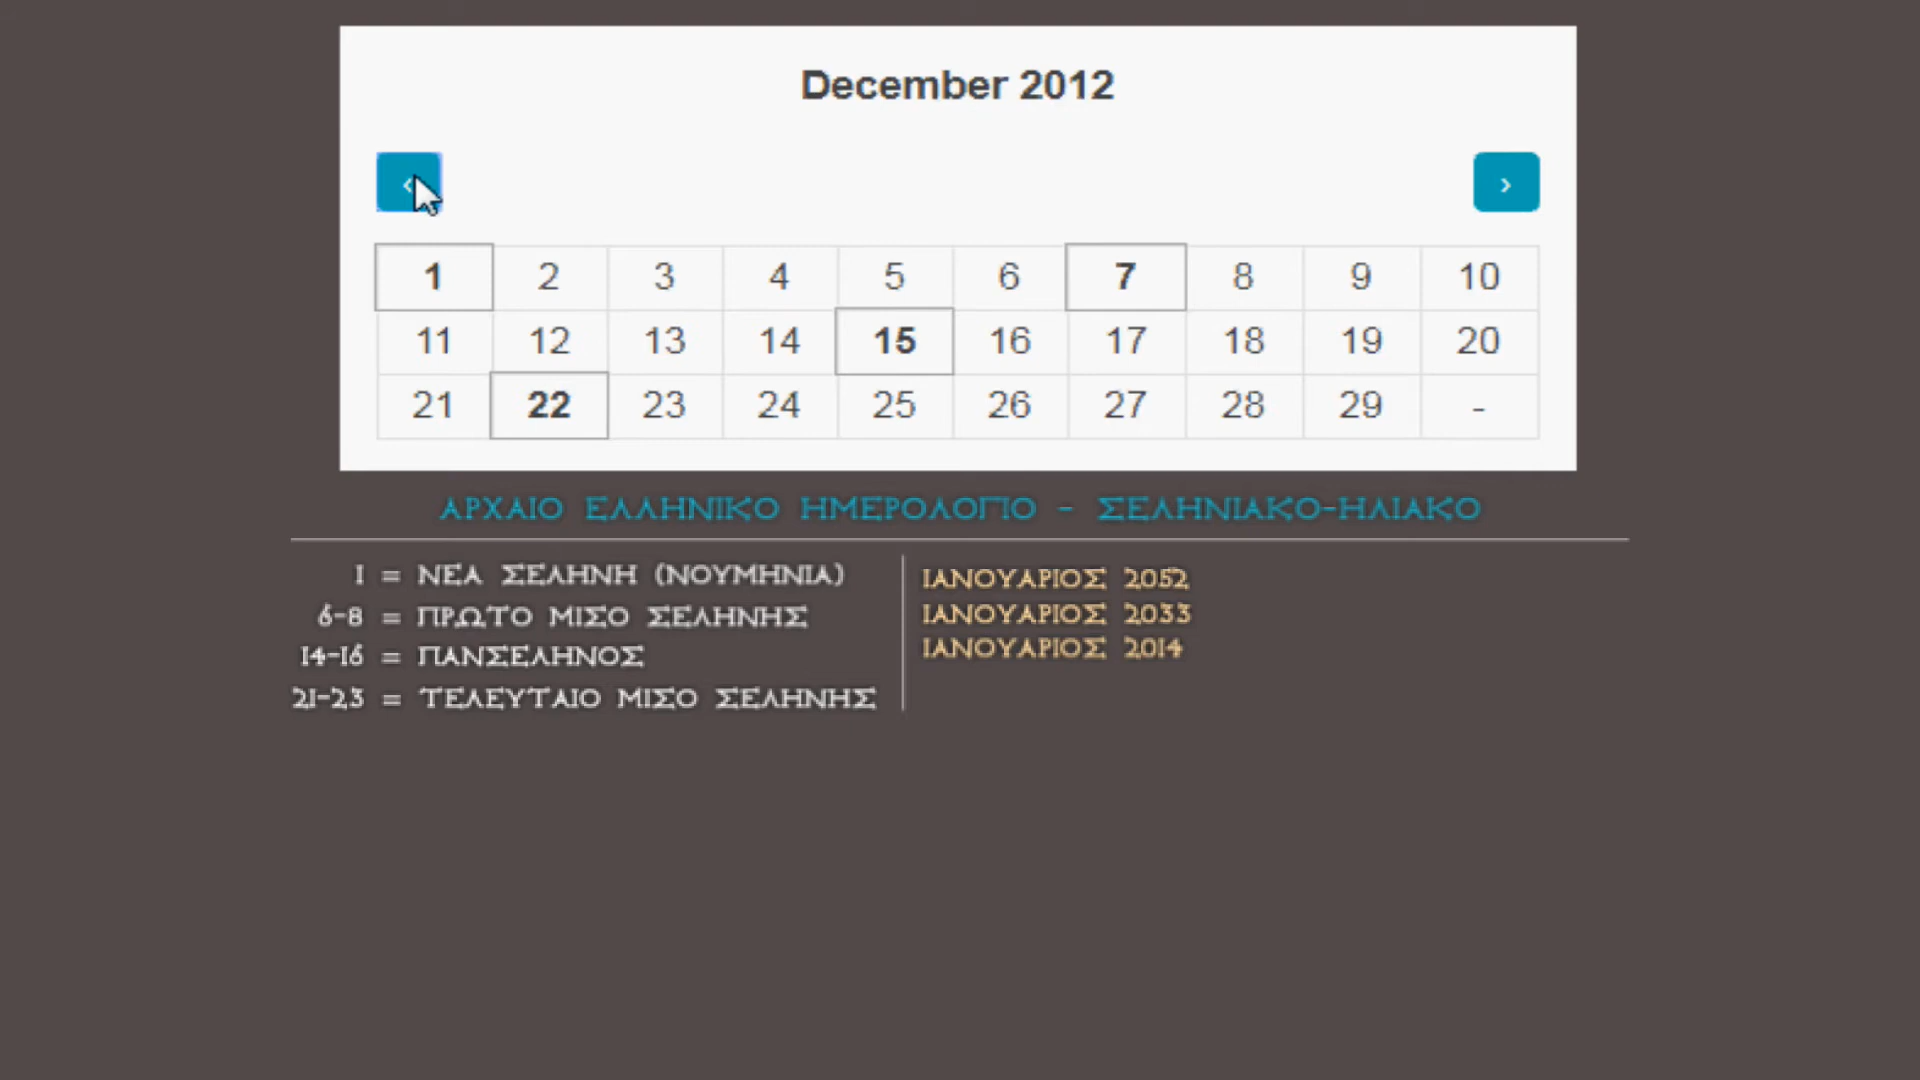 December 2012
‹ ›
1 2 3 4 5 6 7 8 9 10
11 12 13 14 15 16 17 18 19 20
21 22 23 24 25 26 27 28 29 -
ΑΡΧΑΙΟ ΕΛΛΗΝΙΚΟ ΗΜΕΡΟΛΟΓΙΟ - ΣΕΛΗΝΙΑΚΟ-ΗΛΙΑΚΟ
1 = ΝΕΑ ΣΕΛΗΝΗ (ΝΟΥΜΗΝΙΑ)
6-8 = ΠΡΩΤΟ ΜΙΣΟ ΣΕΛΗΝΗΣ
14-16 = ΠΑΝΣΕΛΗΝΟΣ
21-23 = ΤΕΛΕΥΤΑΙΟ ΜΙΣΟ ΣΕΛΗΝΗΣ
ΙΑΝΟΥΑΡΙΟΣ 2052
ΙΑΝΟΥΑΡΙΟΣ 2033
ΙΑΝΟΥΑΡΙΟΣ 2014